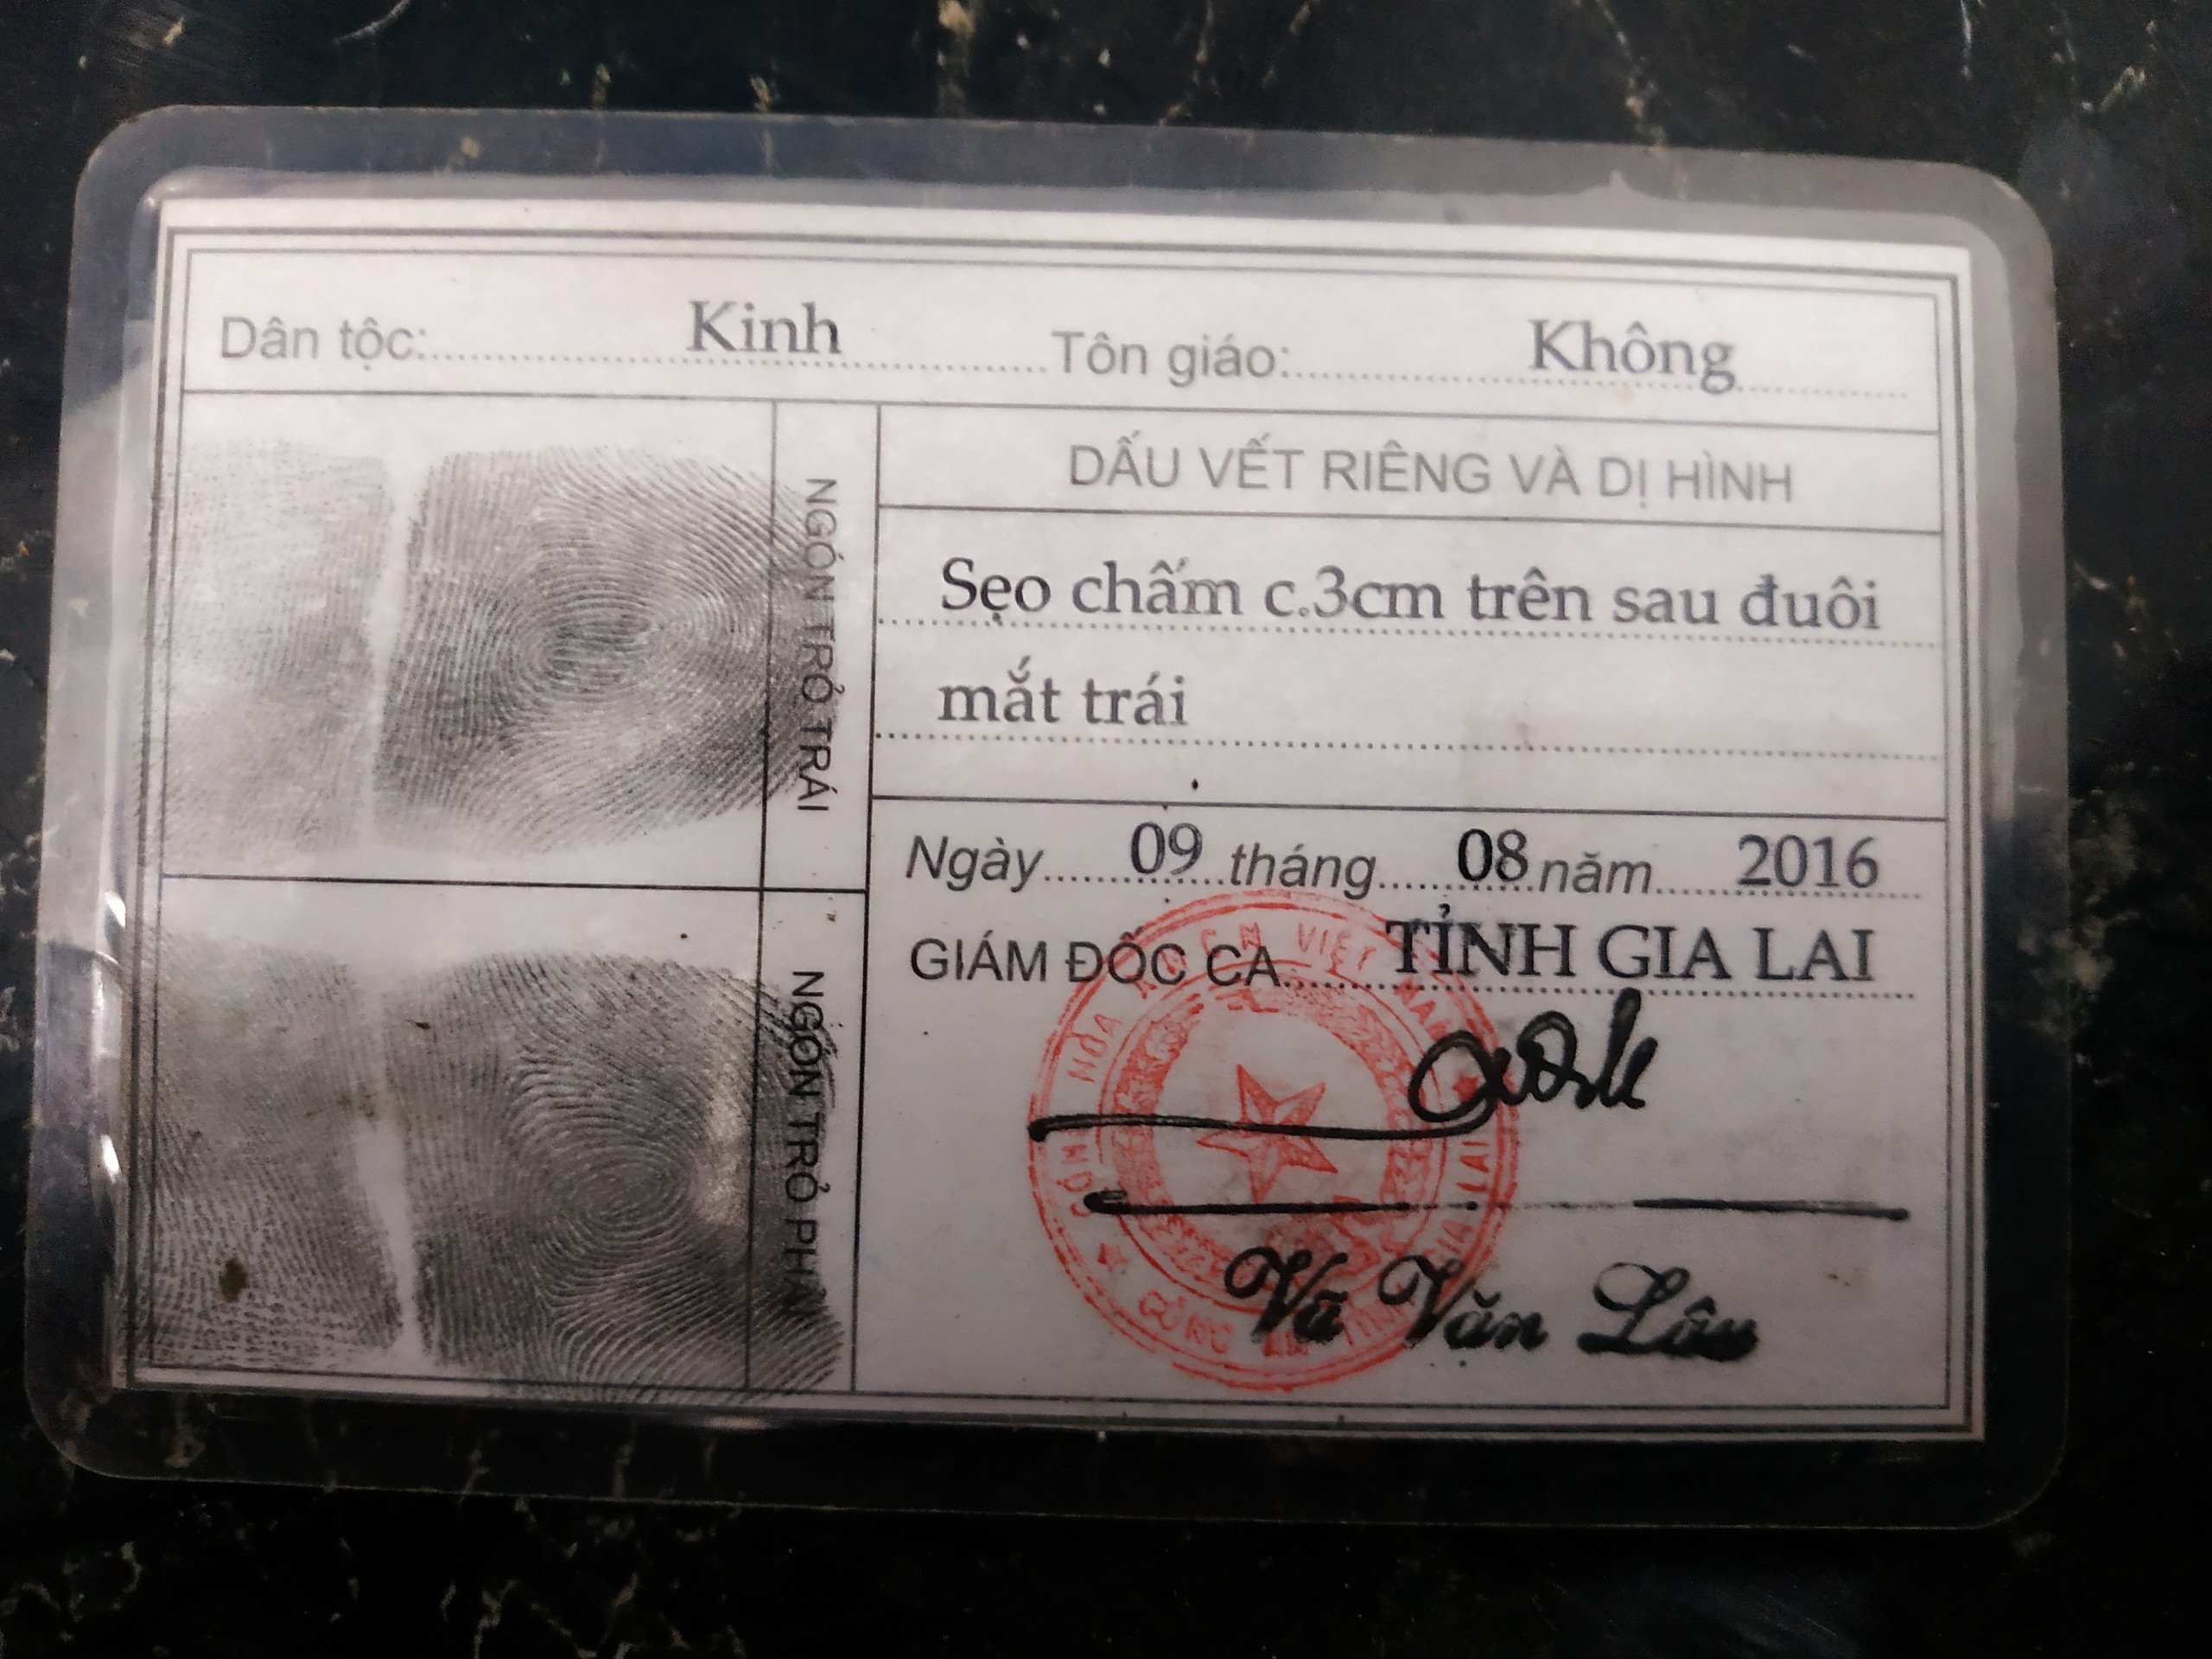 Dân tộc: Kinh Tôn giáo: Không
NGÓN TRỎ TRÁI
NGÓN TRỎ PHẢI
DẤU VẾT RIÊNG VÀ DỊ HÌNH
Sẹo chấm c.3cm trên sau đuôi
mắt trái
Ngày 09 tháng 08 năm 2016
GIÁM ĐỐC CA TỈNH GIA LAI
Vũ Văn Lâu